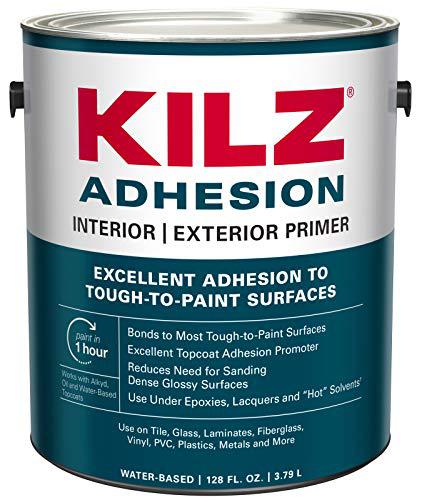 KILZ®
ADHESION
INTERIOR | EXTERIOR PRIMER
EXCELLENT ADHESION TO
TOUGH-TO-PAINT SURFACES
paint in
1 hour
Works with Alkyd,
Oil and Water-Based
Topcoats
Bonds to Most Tough-to-Paint Surfaces
Excellent Topcoat Adhesion Promoter
Reduces Need for Sanding
Dense Glossy Surfaces
Use Under Epoxies, Lacquers and "Hot" Solvents†
Use on Tile, Glass, Laminates, Fiberglass,
Vinyl, PVC, Plastics, Metals and More
WATER-BASED | 128 FL. OZ. | 3.79 L